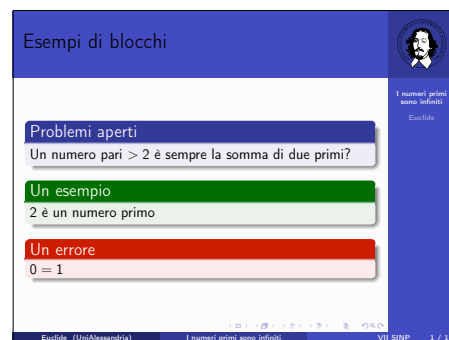 Esempi di blocchi
I numeri primi
sono infiniti
Euclide
Problemi aperti
Un numero pari > 2 è sempre la somma di due primi?
Un esempio
2 è un numero primo
Un errore
0 = 1
Euclide (UniAlessandria)
I numeri primi sono infiniti
VII SINP
1 / 1